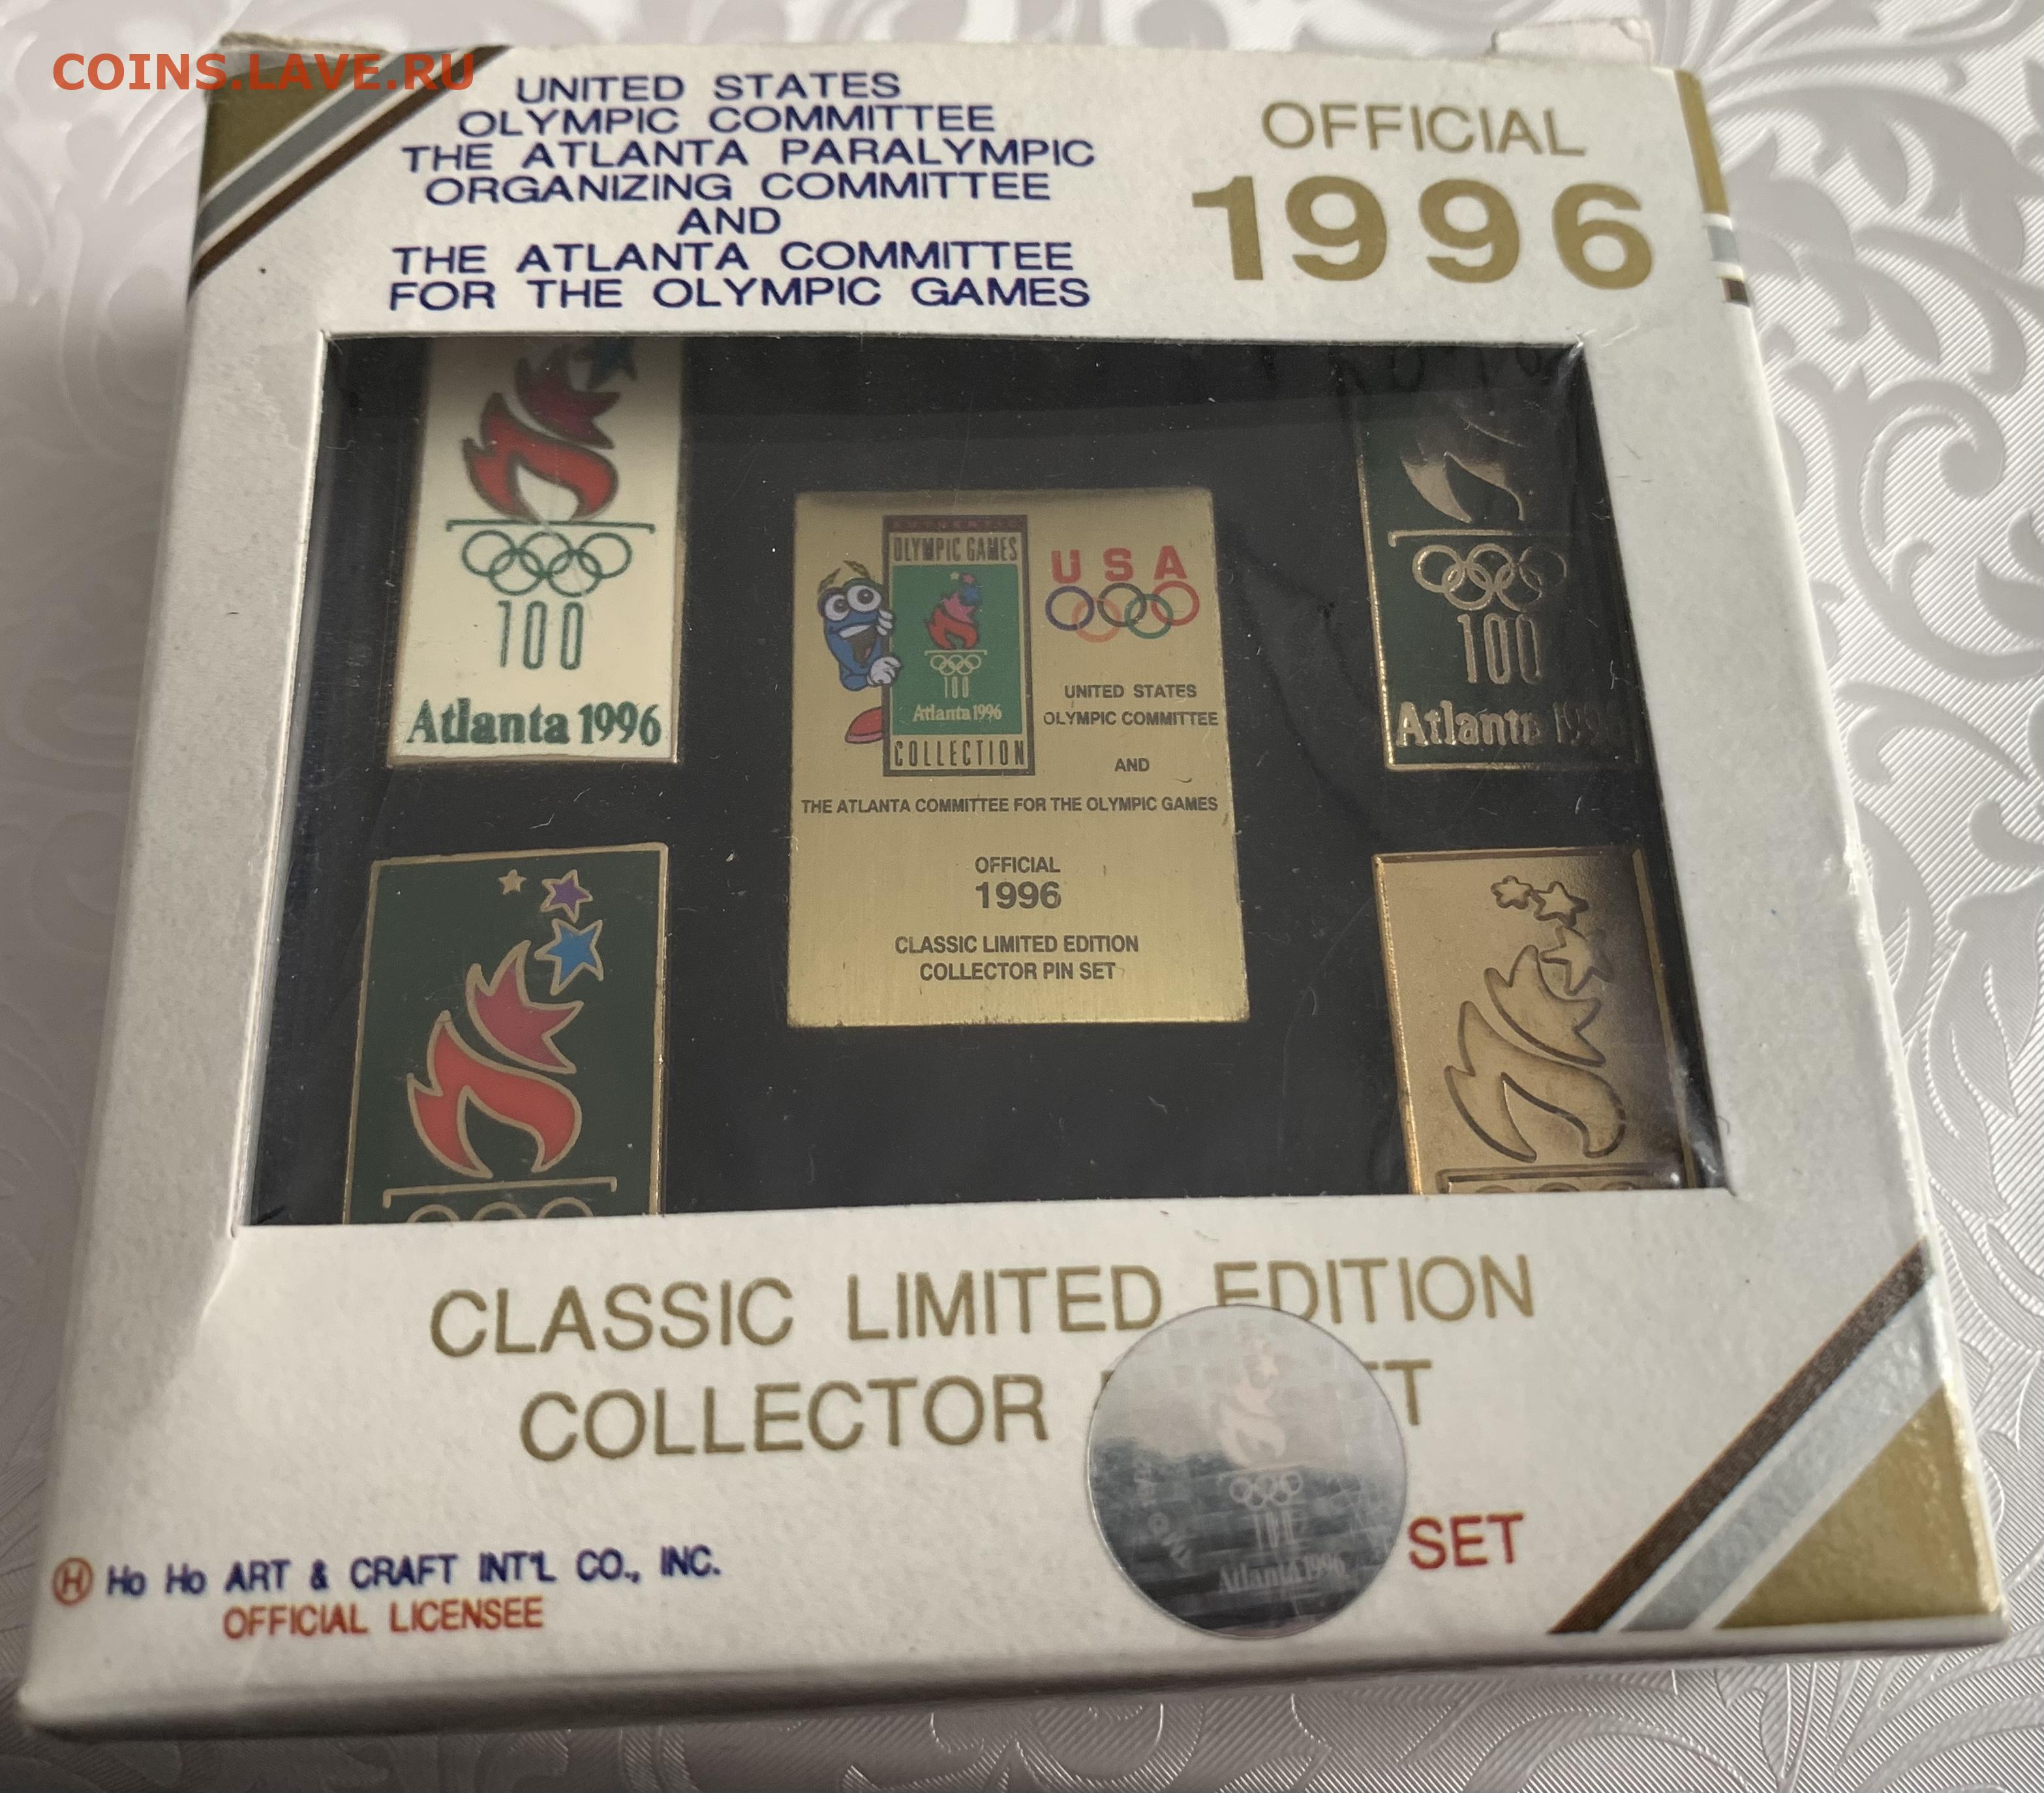 COINS.LAVE.RU
UNITED STATES
OLYMPIC COMMITTEE
THE ATLANTA PARALYMPIC
ORGANIZING COMMITTEE
AND
THE ATLANTA COMMITTEE
FOR THE OLYMPIC GAMES
OFFICIAL
1996
100
Atlanta 1996
AUTHENTIC
OLYMPIC GAMES
100
Atlanta 1996
COLLECTION
USA
UNITED STATES
OLYMPIC COMMITTEE
AND
THE ATLANTA COMMITTEE FOR THE OLYMPIC GAMES
OFFICIAL
1996
CLASSIC LIMITED EDITION
COLLECTOR PIN SET
100
Atlanta 1996
CLASSIC LIMITED EDITION
COLLECTOR
SET
H Ho Ho ART & CRAFT INT'L CO., INC.
OFFICIAL LICENSEE
100
Atlanta 1996